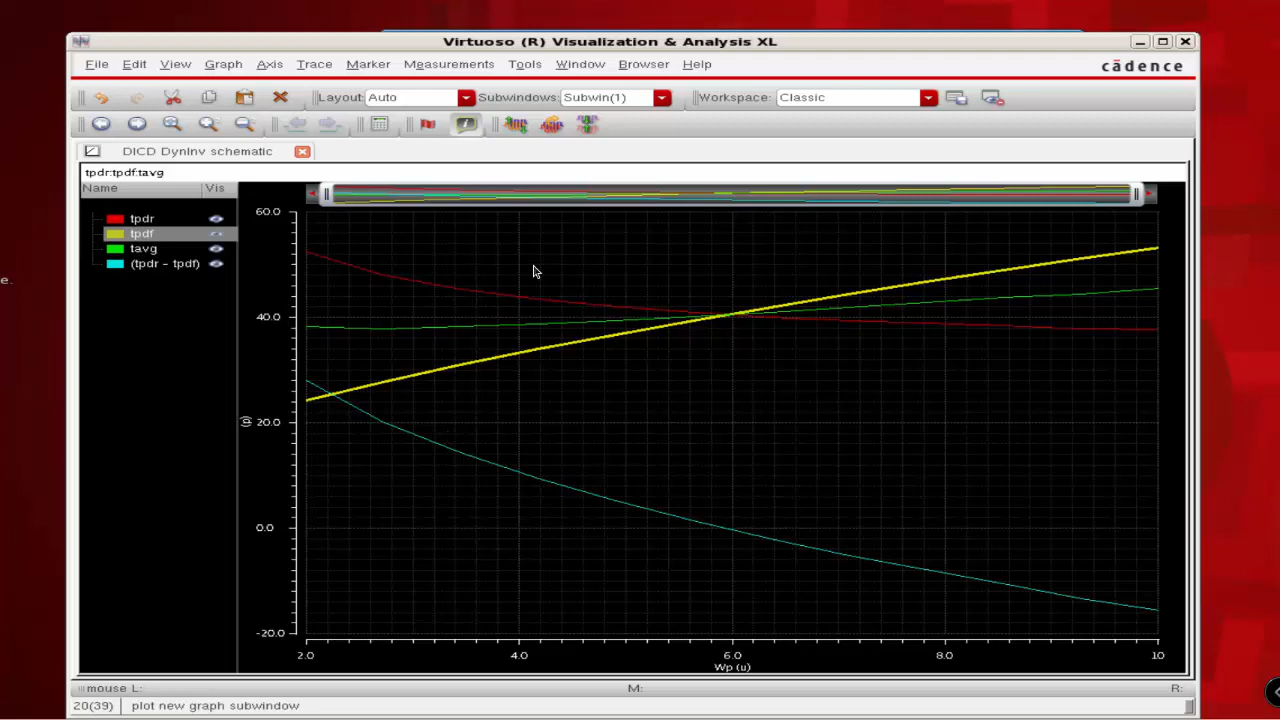 Virtuoso (R) Visualization & Analysis XL
File Edit View Graph Axis Trace Marker Measurements Tools Window Browser Help
cādence
Layout: Auto Subwindows: Subwin(1) Workspace: Classic
DICD DynInv schematic
tpdr:tpdf:tavg
Name Vis
tpdr
tpdf
tavg
(tpdr - tpdf)
e.
60.0
40.0
(p)
20.0
0.0
-20.0
2.0 4.0 6.0 8.0 10
Wp (u)
mouse L: M: R:
20(39) plot new graph subwindow